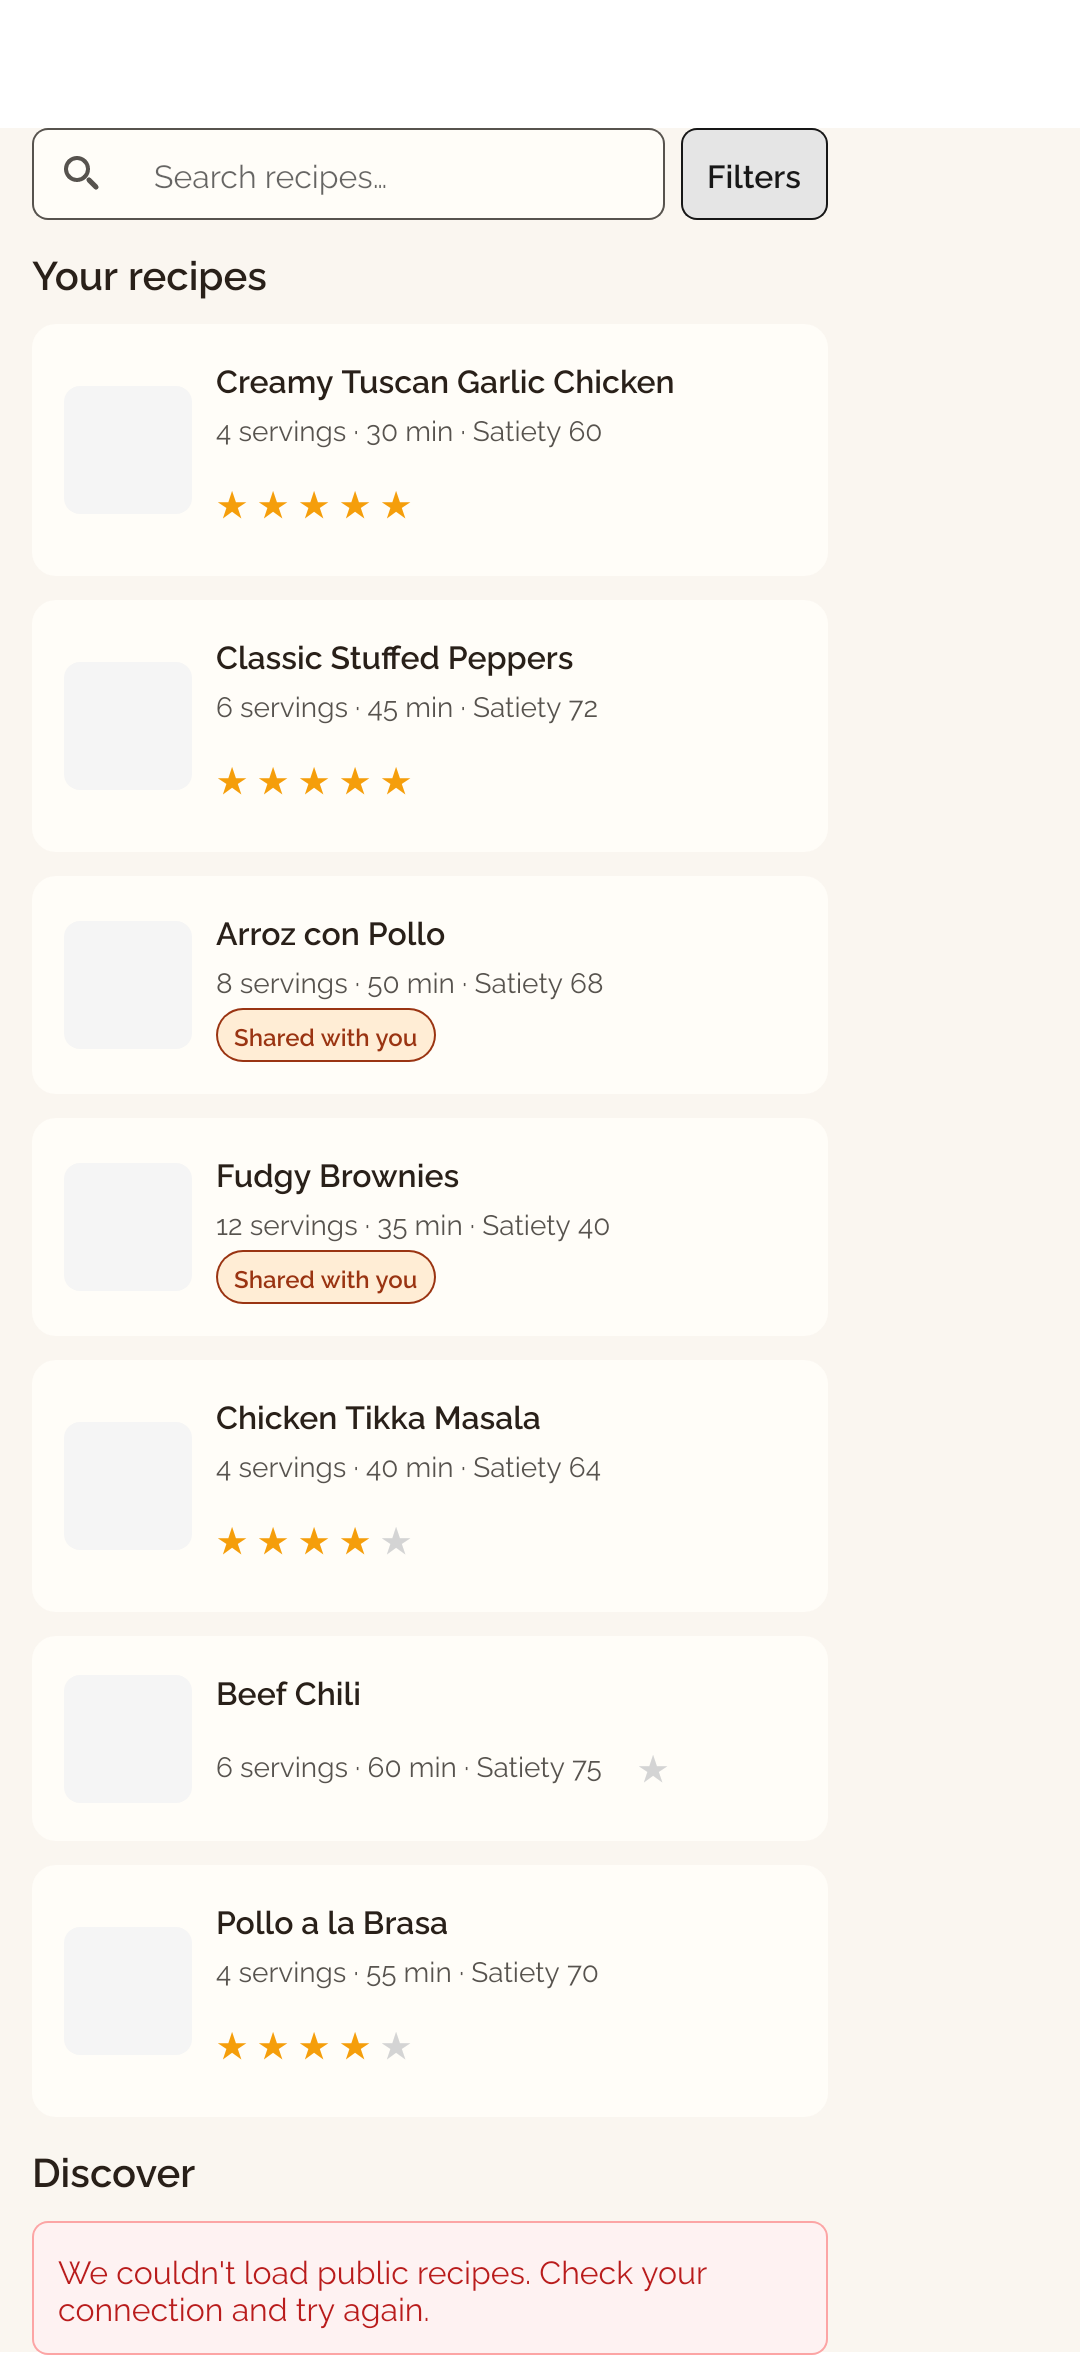 Search recipes...
Filters
Your recipes
Creamy Tuscan Garlic Chicken
4 servings · 30 min · Satiety 60
★ ★ ★ ★ ★
Classic Stuffed Peppers
6 servings · 45 min · Satiety 72
★ ★ ★ ★ ★
Arroz con Pollo
8 servings · 50 min · Satiety 68
Shared with you
Fudgy Brownies
12 servings · 35 min · Satiety 40
Shared with you
Chicken Tikka Masala
4 servings · 40 min · Satiety 64
★ ★ ★ ★ ★
Beef Chili
6 servings · 60 min · Satiety 75 ★
Pollo a la Brasa
4 servings · 55 min · Satiety 70
★ ★ ★ ★ ★
Discover
We couldn't load public recipes. Check your
connection and try again.